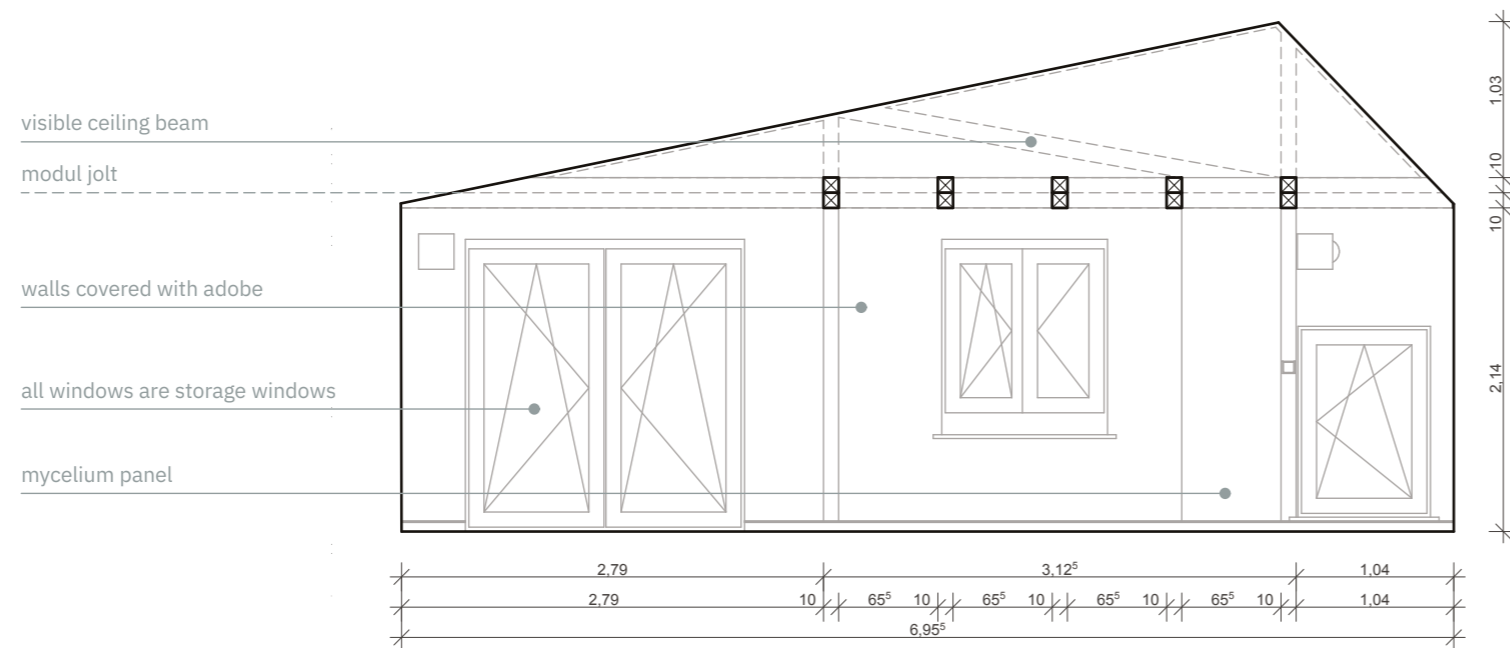 visible ceiling beam
modul jolt
walls covered with adobe
all windows are storage windows
mycelium panel
1,03
10
10
2,14
2,79 3,12⁵ 1,04
2,79 10 65⁵ 10 65⁵ 10 65⁵ 10 65⁵ 10 1,04
6,95⁵